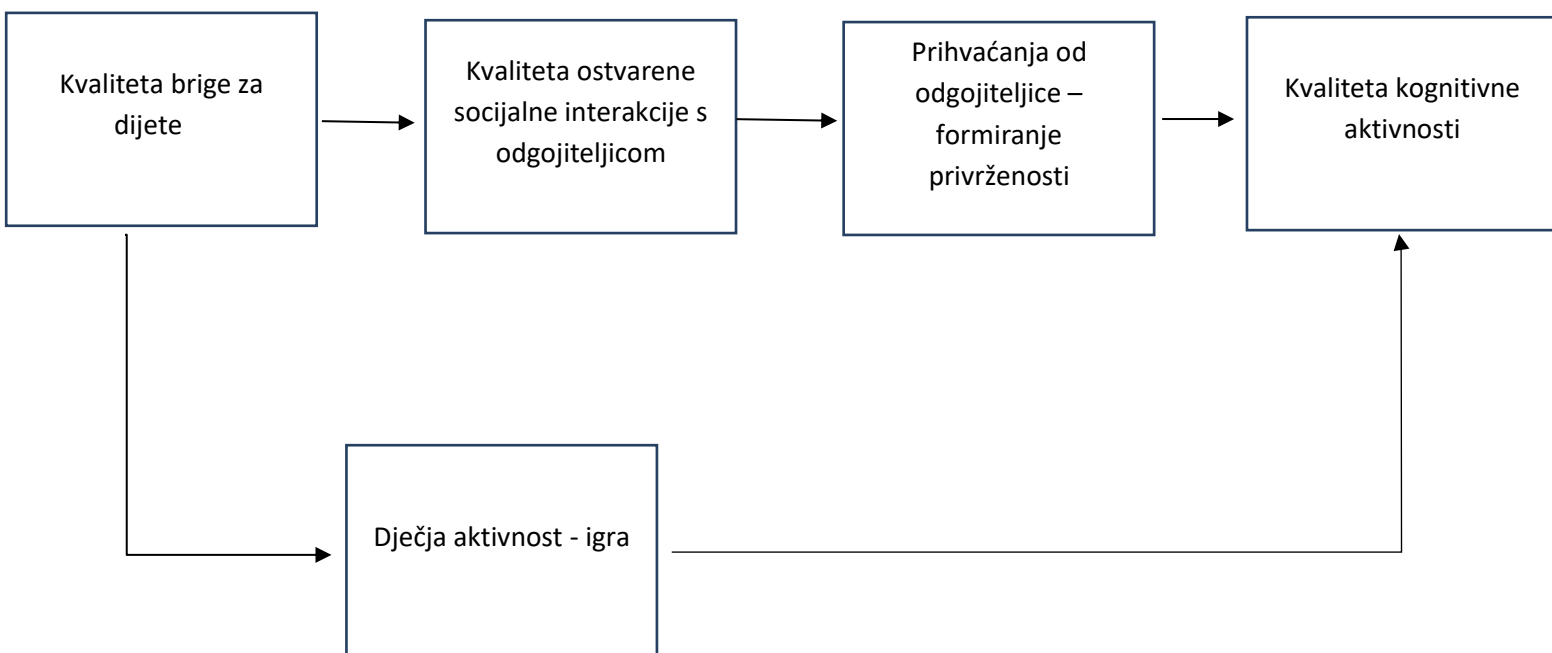 Kvaliteta brige za
dijete
Kvaliteta ostvarene
socijalne interakcije s
odgojiteljicom
Prihvaćanja od
odgojiteljice –
formiranje
privrženosti
Kvaliteta kognitivne
aktivnosti
Dječja aktivnost - igra